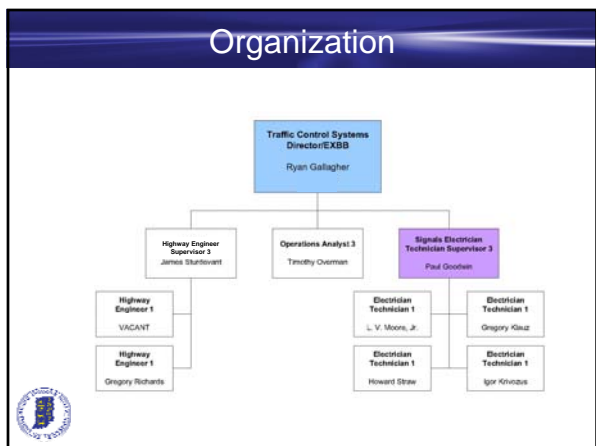 Organization
Traffic Control Systems
Director/EXBB
Ryan Gallagher
Highway Engineer
Supervisor 3
James Sturdevant
Operations Analyst 3
Timothy Overman
Signals Electrician
Technician Supervisor 3
Paul Goodwin
Highway
Engineer 1
VACANT
Highway
Engineer 1
Gregory Richards
Electrician
Technician 1
L. V. Moore, Jr.
Electrician
Technician 1
Gregory Klauz
Electrician
Technician 1
Howard Straw
Electrician
Technician 1
Igor Krivozus